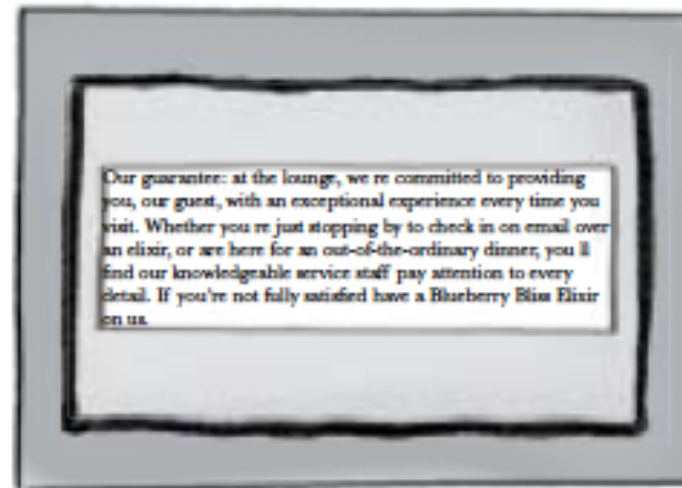 Our guarantee: at the lounge, we re committed to providing
you, our guest, with an exceptional experience every time you
visit. Whether you re just stopping by to check in on email over
an elixir, or are here for an out-of-the-ordinary dinner, you ll
find our knowledgeable service staff pay attention to every
detail. If you're not fully satisfied have a Blueberry Bliss Elixir
on us.